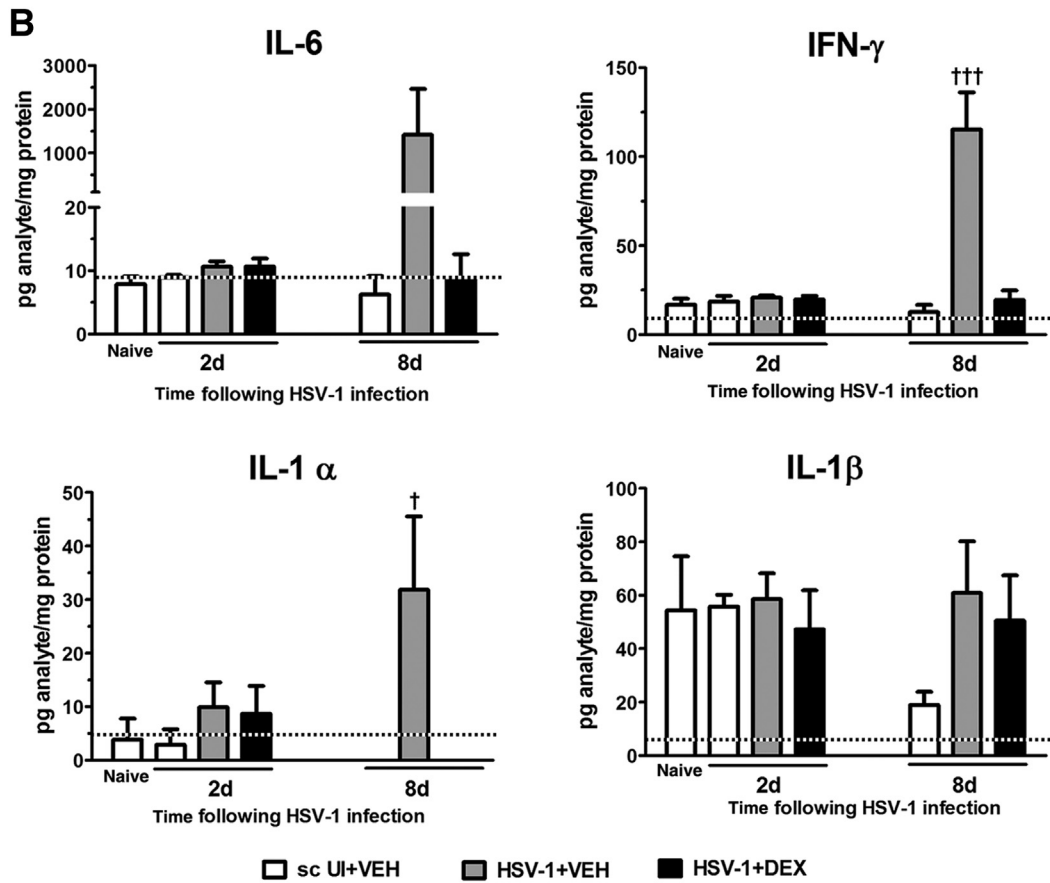 B
IL-6
pg analyte/mg protein
3000
2000
1000
20
10
0
Naive
2d
8d
Time following HSV-1 infection
IFN-γ
pg analyte/mg protein
150
100
50
0
†††
Naive
2d
8d
Time following HSV-1 infection
IL-1 α
pg analyte/mg protein
50
40
30
20
10
0
†
Naive
2d
8d
Time following HSV-1 infection
IL-1β
pg analyte/mg protein
100
80
60
40
20
0
Naive
2d
8d
Time following HSV-1 infection
sc UI+VEH HSV-1+VEH HSV-1+DEX